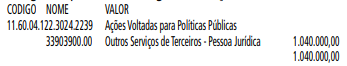 CODIGO NOME VALOR
11.60.04.122.3024.2239 Ações Voltadas para Políticas Públicas
33903900.00 Outros Serviços de Terceiros - Pessoa Jurídica 1.040.000,00
1.040.000,00